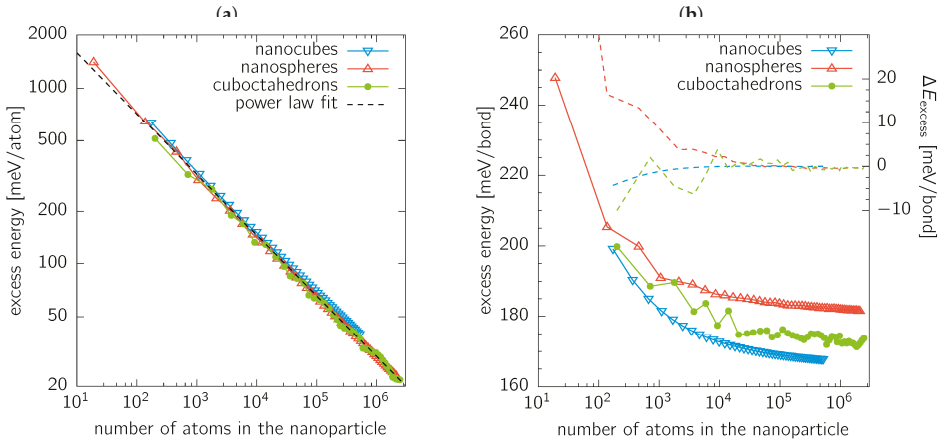 (a)
(b)
2000
1000
500
200
100
50
20
excess energy [meV/atom]
nanocubes
nanospheres
cuboctahedrons
power law fit
10^1
10^2
10^3
10^4
10^5
10^6
number of atoms in the nanoparticle
260
240
220
200
180
160
excess energy [meV/bond]
nanocubes
nanospheres
cuboctahedrons
20
10
0
−10
ΔE_excess [meV/bond]
10^1
10^2
10^3
10^4
10^5
10^6
number of atoms in the nanoparticle